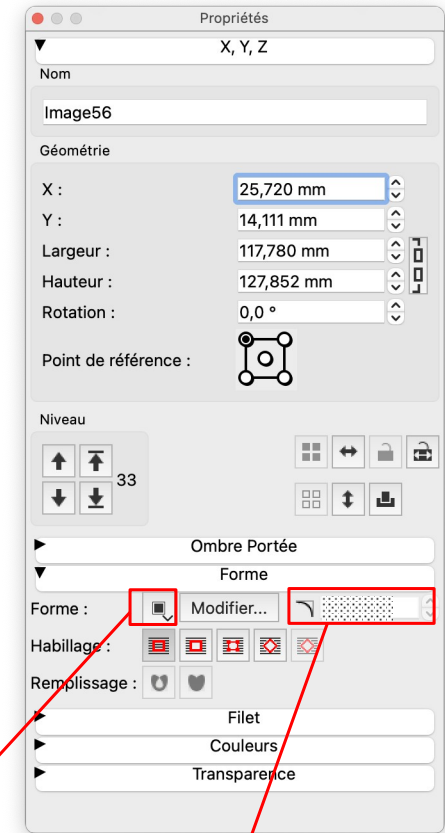 Propriétés
X, Y, Z
Nom
Image56
Géométrie
X : 25,720 mm
Y : 14,111 mm
Largeur : 117,780 mm
Hauteur : 127,852 mm
Rotation : 0,0 °
Point de référence :
Niveau
33
Ombre Portée
Forme
Forme : Modifier...
Habillage :
Remplissage :
Filet
Couleurs
Transparence